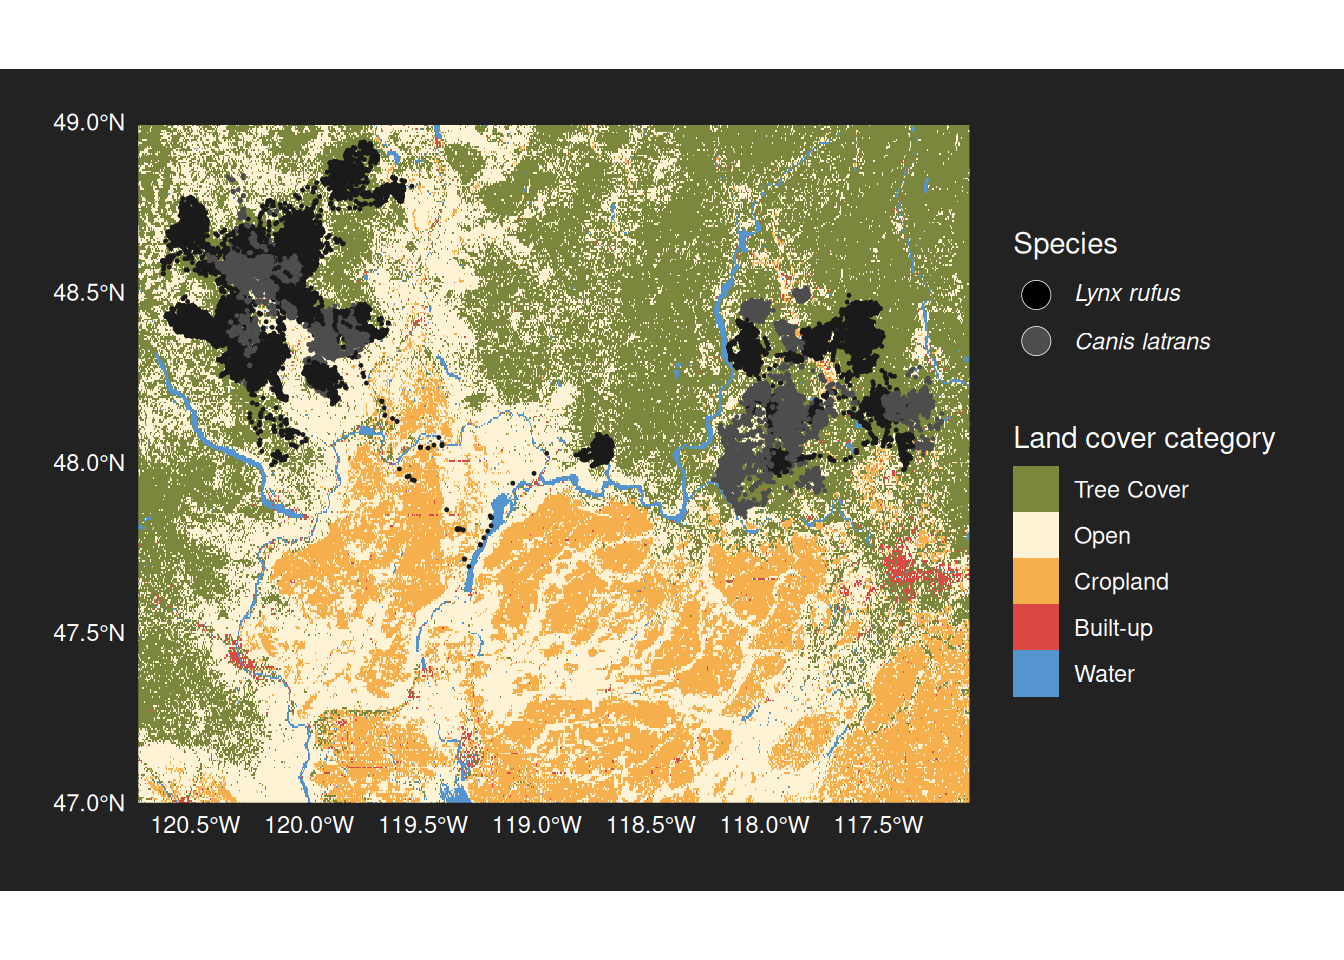 49.0°N
48.5°N
48.0°N
47.5°N
47.0°N
120.5°W 120.0°W 119.5°W 119.0°W 118.5°W 118.0°W 117.5°W
Species
Lynx rufus
Canis latrans
Land cover category
Tree Cover
Open
Cropland
Built-up
Water